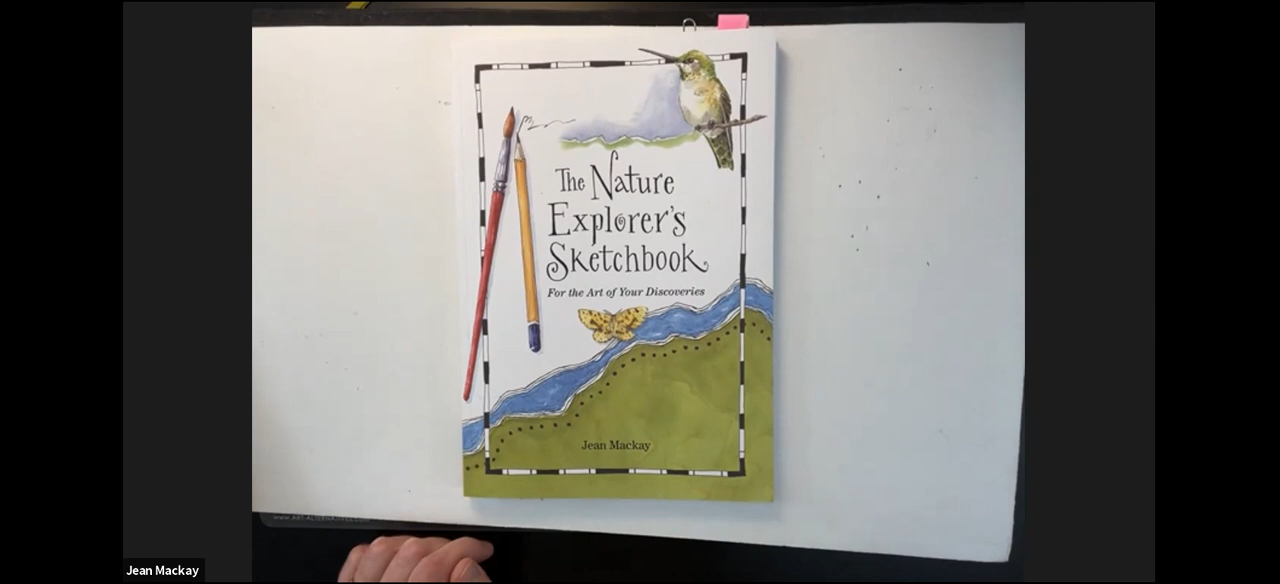 The Nature
Explorer's
Sketchbook
For the Art of Your Discoveries
Jean Mackay
Jean Mackay